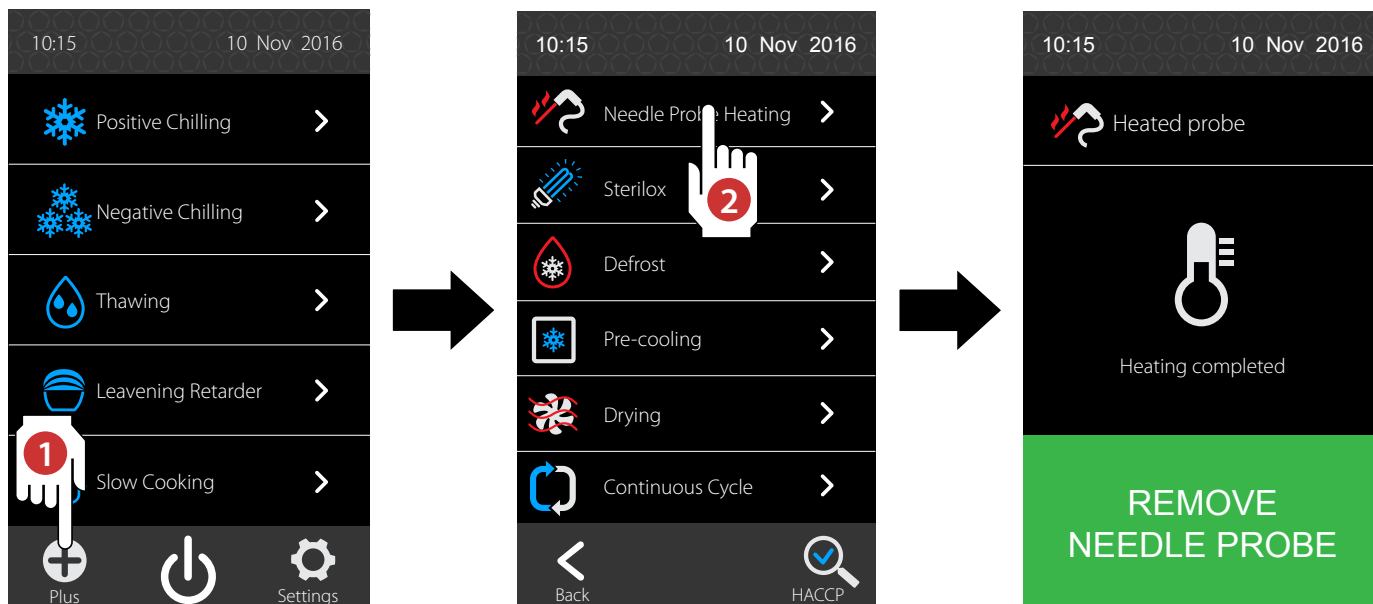 10:15 10 Nov 2016
Positive Chilling
Negative Chilling
Thawing
Leavening Retarder
Slow Cooking
1
Plus
Settings
10:15 10 Nov 2016
Needle Probe Heating
Sterilox
2
Defrost
Pre-cooling
Drying
Continuous Cycle
Back
HACCP
10:15 10 Nov 2016
Heated probe
Heating completed
REMOVE
NEEDLE PROBE